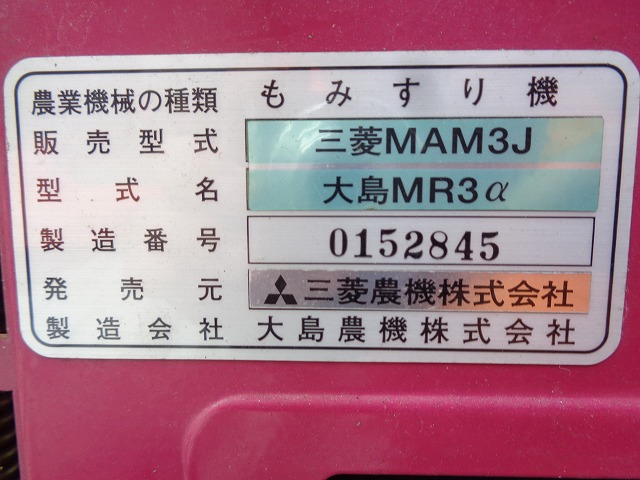 農業機械の種類 もみすり機
販売型式 三菱MAM3J
型式名 大島MR3α
製造番号 0152845
発売元 三菱農機株式会社
製造会社 大島農機株式会社